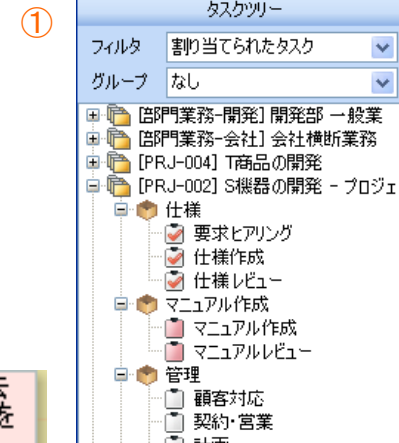 ①
タスクツリー
フィルタ 割り当てられたタスク
グループ なし
[部門業務-開発] 開発部 一般業
[部門業務-会社] 会社横断業務
[PRJ-004] T商品の開発
[PRJ-002] S機器の開発 - プロジェ
仕様
要求ヒアリング
仕様作成
仕様レビュー
マニュアル作成
マニュアル作成
マニュアルレビュー
管理
顧客対応
契約・営業
計画
を